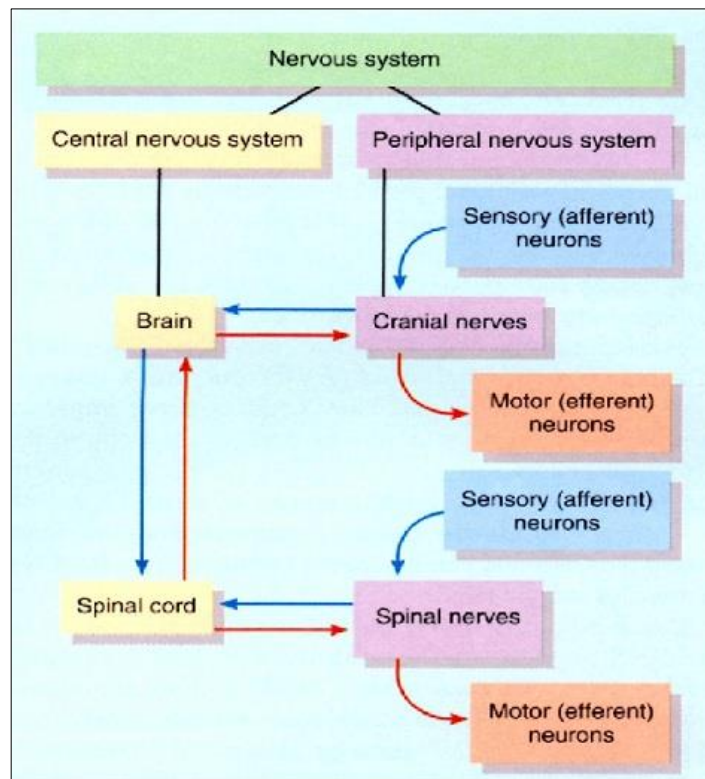 Nervous system
Central nervous system
Peripheral nervous system
Sensory (afferent)
neurons
Brain
Cranial nerves
Motor (efferent)
neurons
Sensory (afferent)
neurons
Spinal cord
Spinal nerves
Motor (efferent)
neurons